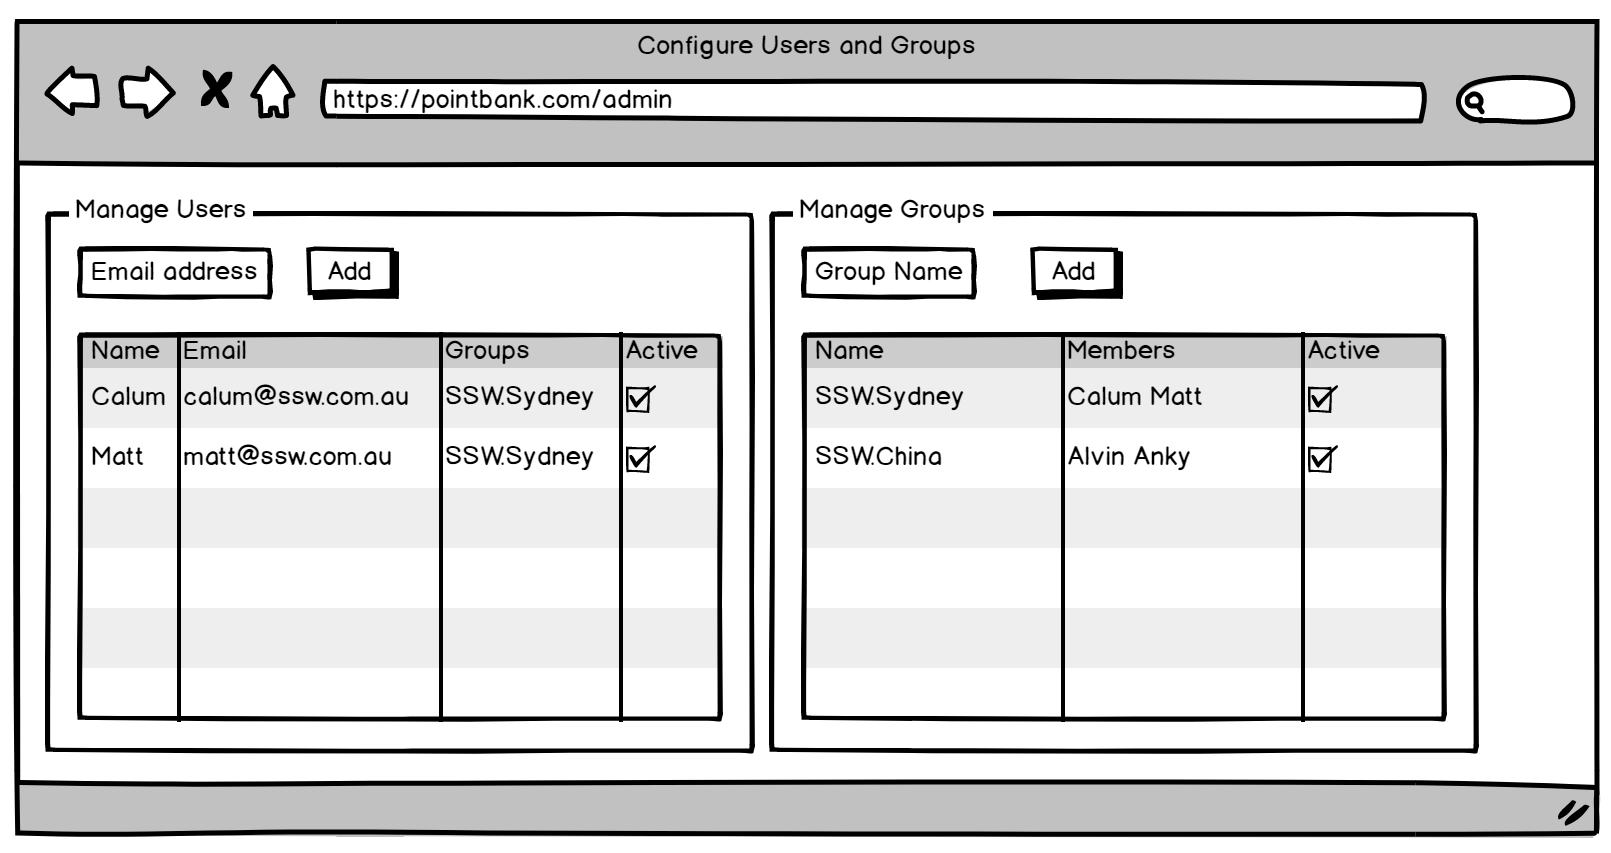 Configure Users and Groups
https://pointbank.com/admin
Manage Users
Email address
Add
Name Email Groups Active
Calum calum@ssw.com.au SSW.Sydney
Matt matt@ssw.com.au SSW.Sydney
Manage Groups
Group Name
Add
Name Members Active
SSW.Sydney Calum Matt
SSW.China Alvin Anky